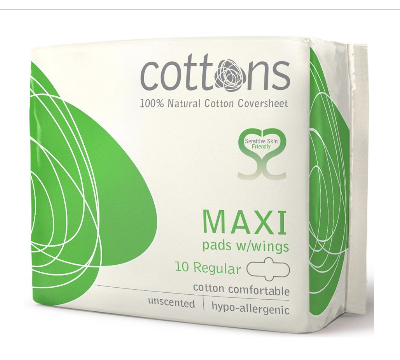 cottons
100% Natural Cotton Coversheet
Sensitive Skin
Friendly
MAXI
pads w/wings
10 Regular
cotton comfortable
unscented | hypo-allergenic